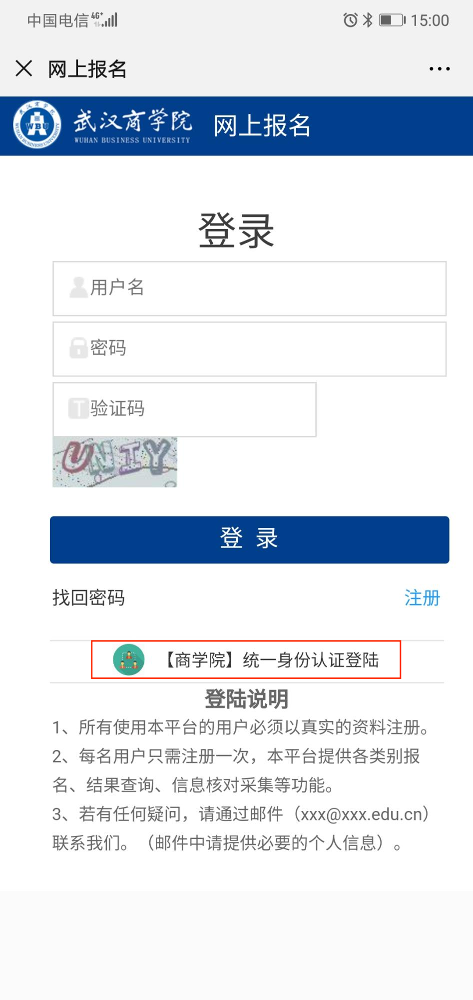 中国电信 4G+ 15:00
网上报名
武汉商学院 网上报名
WUHAN BUSINESS UNIVERSITY
WBU
登录
用户名
密码
T 验证码
UNIY
登 录
找回密码 注册
【商学院】统一身份认证登陆
登陆说明
1、所有使用本平台的用户必须以真实的资料注册。
2、每名用户只需注册一次，本平台提供各类别报
名、结果查询、信息核对采集等功能。
3、若有任何疑问，请通过邮件（xxx@xxx.edu.cn）
联系我们。（邮件中请提供必要的个人信息）。